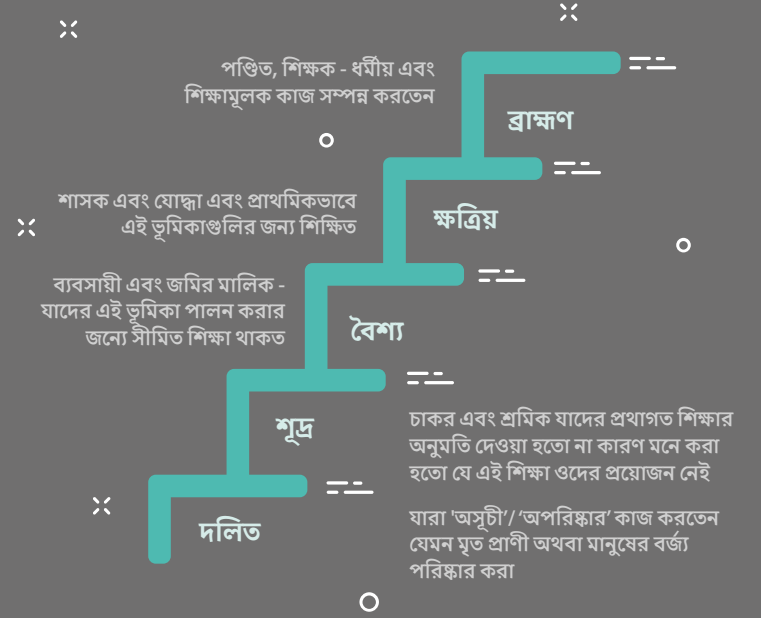 পণ্ডিত, শিক্ষক - ধর্মীয় এবং
শিক্ষামূলক কাজ সম্পন্ন করতেন
ব্রাহ্মণ
শাসক এবং যোদ্ধা এবং প্রাথমিকভাবে
এই ভূমিকাগুলির জন্য শিক্ষিত
ক্ষত্রিয়
ব্যবসায়ী এবং জমির মালিক -
যাদের এই ভূমিকা পালন করার
জন্যে সীমিত শিক্ষা থাকত
বৈশ্য
শূদ্র
চাকর এবং শ্রমিক যাদের প্রথাগত শিক্ষার
অনুমতি দেওয়া হতো না কারণ মনে করা
হতো যে এই শিক্ষা ওদের প্রয়োজন নেই
দলিত
যারা 'অসূচী’/ ‘অপরিষ্কার’ কাজ করতেন
যেমন মৃত প্রাণী অথবা মানুষের বর্জ্য
পরিষ্কার করা